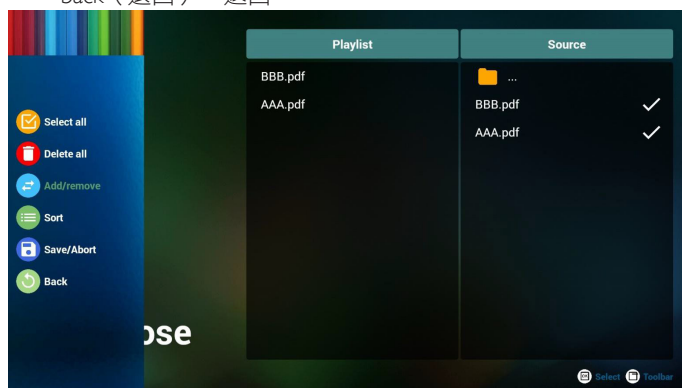 Back（返回）－返回
Playlist
Source
BBB.pdf
AAA.pdf
...
BBB.pdf
AAA.pdf
Select all
Delete all
Add/remove
Sort
Save/Abort
Back
ose
OK Select Toolbar